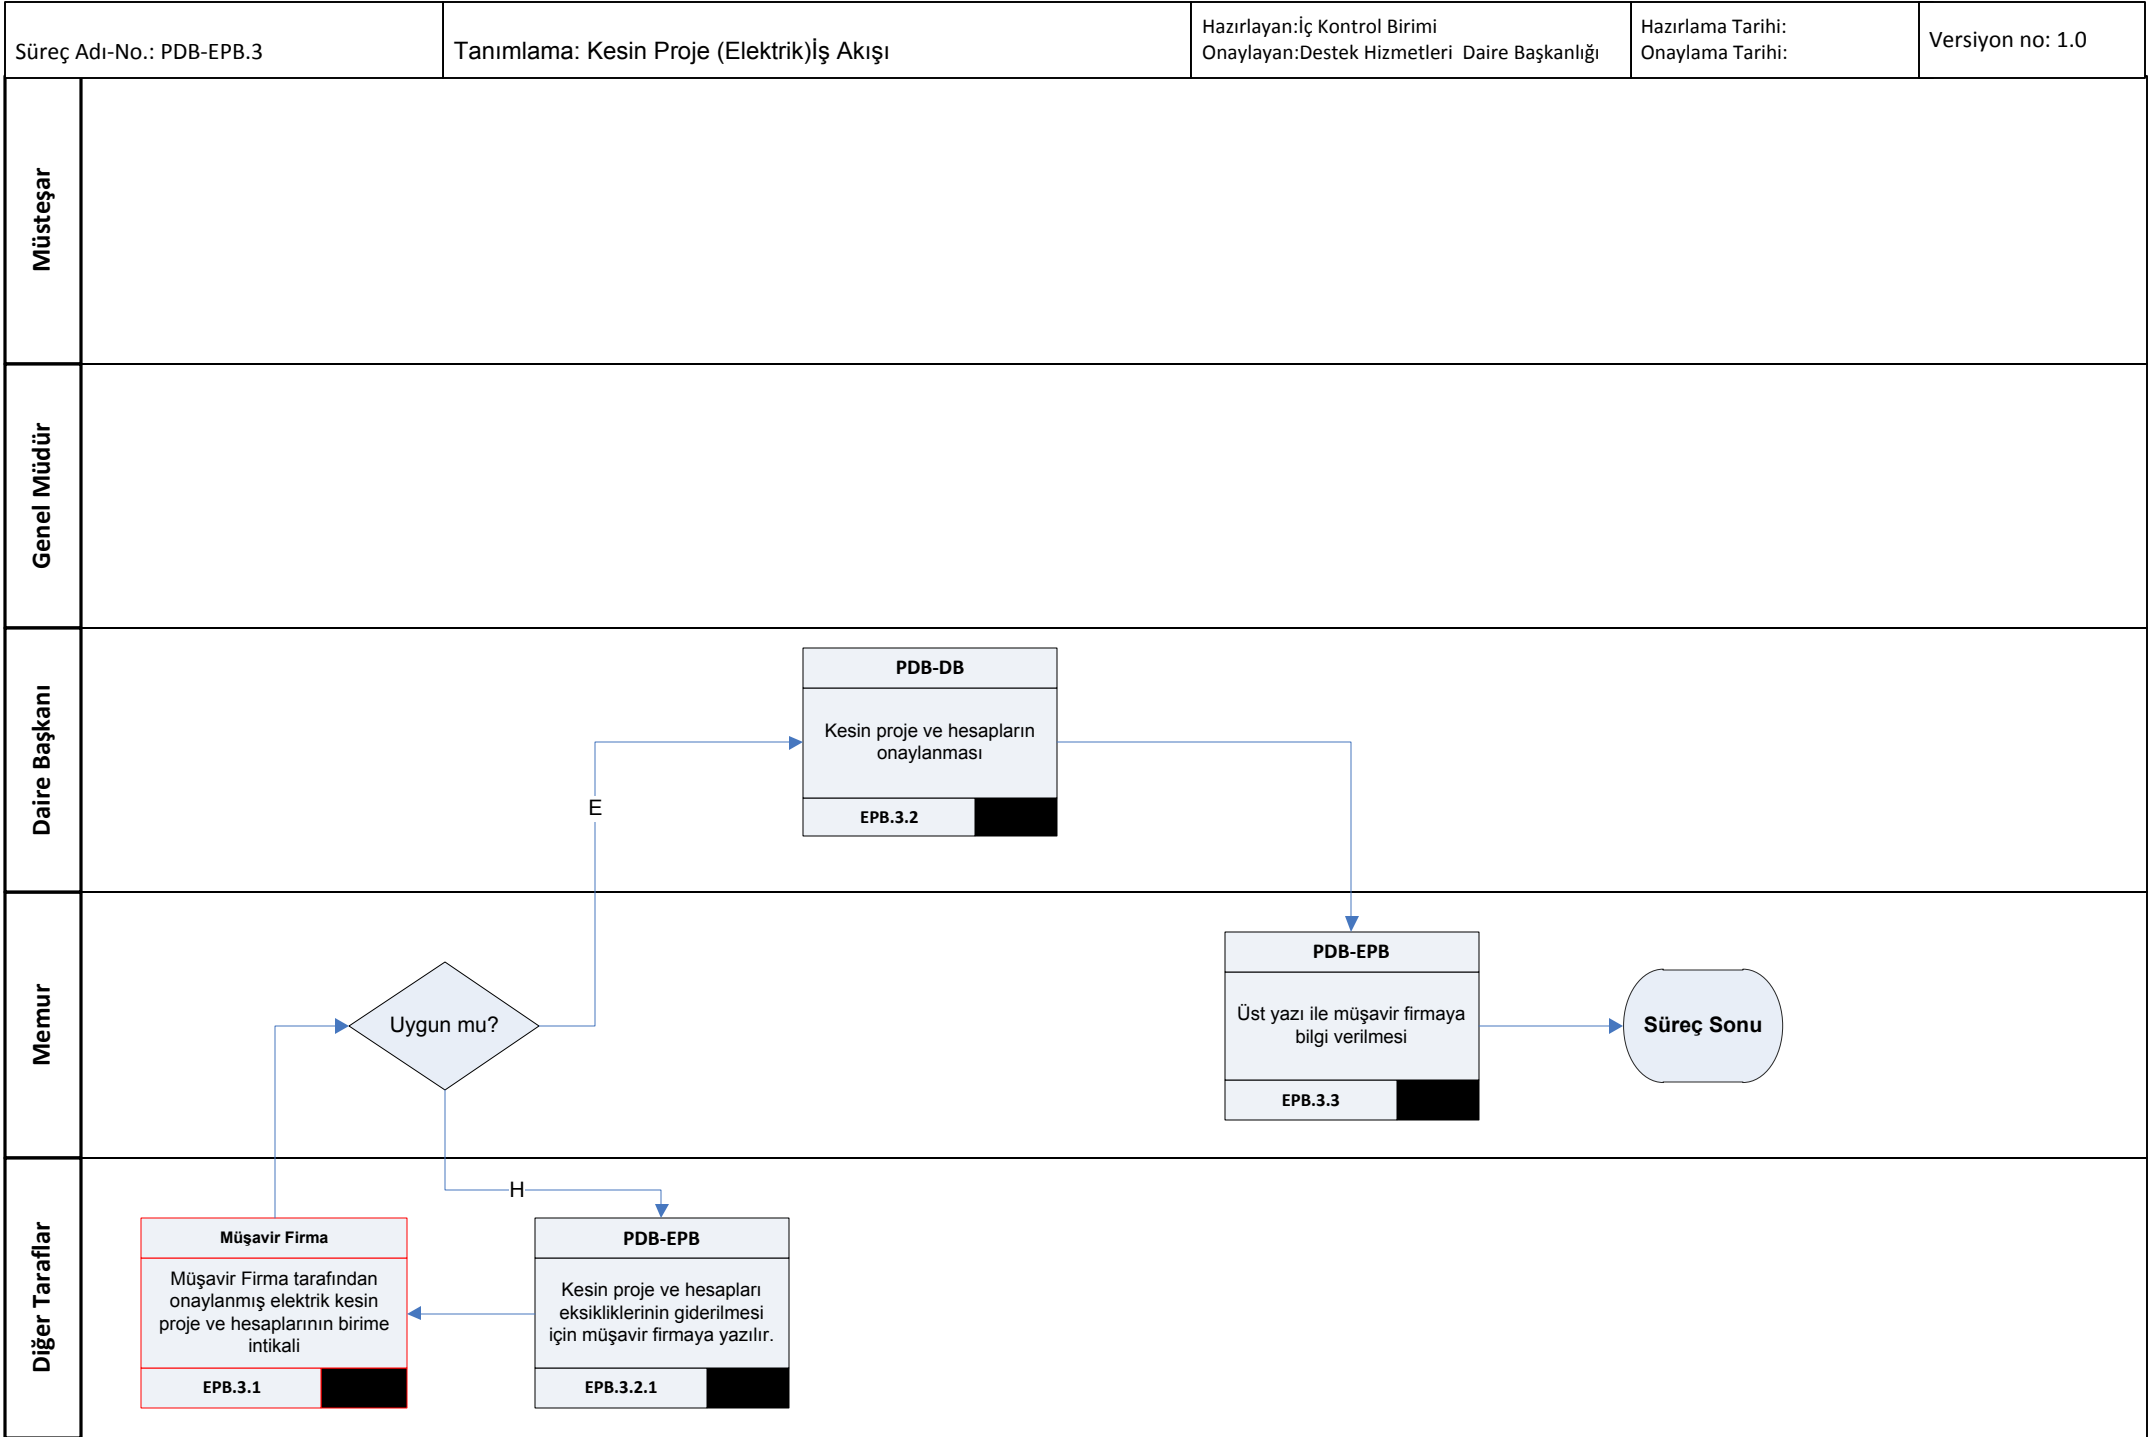 Süreç Adı-No.: PDB-EPB.3
Tanımlama: Kesin Proje (Elektrik)İş Akışı
Hazırlayan:İç Kontrol Birimi
Onaylayan:Destek Hizmetleri  Daire Başkanlığı
Hazırlama Tarihi:
Onaylama Tarihi:
Versiyon no: 1.0
Müsteşar
Genel Müdür
Daire Başkanı
PDB-DB
Kesin proje ve hesapların
onaylanması
EPB.3.2
E
Memur
Uygun mu?
PDB-EPB
Üst yazı ile müşavir firmaya
bilgi verilmesi
EPB.3.3
Süreç Sonu
Diğer Taraflar
H
Müşavir Firma
Müşavir Firma tarafından
onaylanmış elektrik kesin
proje ve hesaplarının birime
intikali
EPB.3.1
PDB-EPB
Kesin proje ve hesapları
eksikliklerinin giderilmesi
için müşavir firmaya yazılır.
EPB.3.2.1